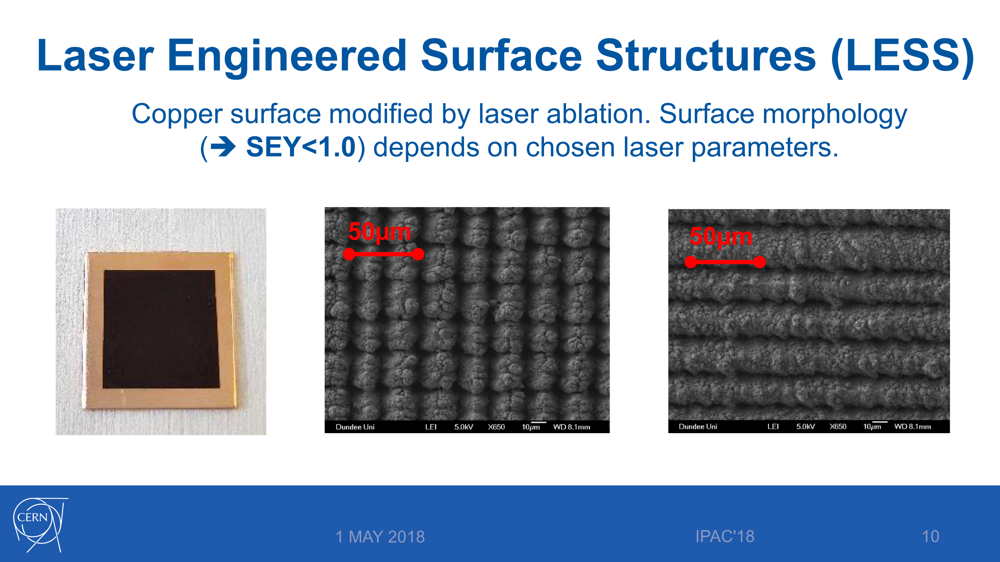 Laser Engineered Surface Structures (LESS)
Copper surface modified by laser ablation. Surface morphology
(➔ SEY<1.0) depends on chosen laser parameters.
50µm
50µm
Dundee Uni LEI 5.0kV X650 10µm WD 8.1mm
Dundee Uni LEI 5.0kV X650 10µm WD 8.1mm
CERN
1 MAY 2018 IPAC'18 10